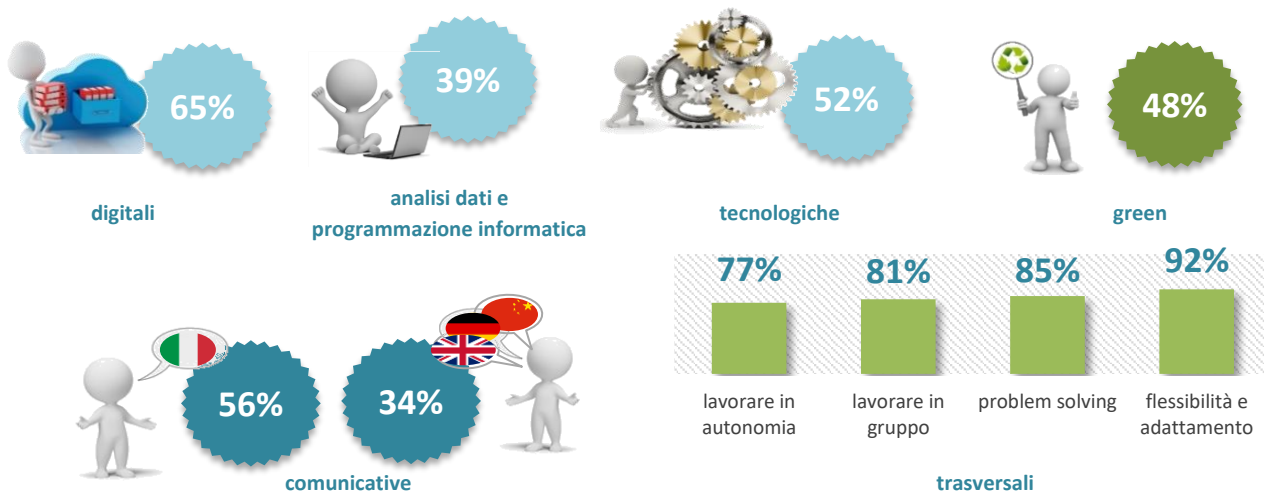 65%
39%
52%
48%
digitali
analisi dati e
programmazione informatica
tecnologiche
green
56%
34%
comunicative
77%
81%
85%
92%
lavorare in
autonomia
lavorare in
gruppo
problem solving
flessibilità e
adattamento
trasversali